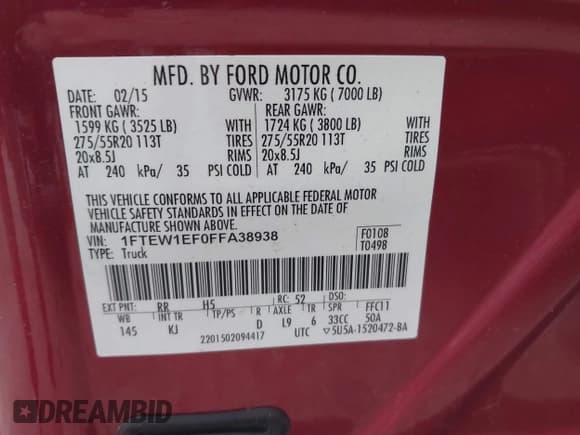 MFD. BY FORD MOTOR CO.
DATE: 02/15 GVWR: 3175 KG ( 7000 LB)
FRONT GAWR: REAR GAWR:
1599 KG ( 3525 LB) WITH 1724 KG ( 3800 LB) WITH
275/55R20 113T TIRES 275/55R20 113T TIRES
20x8.5J RIMS 20x8.5J RIMS
AT 240 kPa/ 35 PSI COLD AT 240 kPa/ 35 PSI COLD
THIS VEHICLE CONFORMS TO ALL APPLICABLE FEDERAL MOTOR
VEHICLE SAFETY STANDARDS IN EFFECT ON THE DATE OF
MANUFACTURE SHOWN ABOVE.
VIN: 1FTEW1EF0FFA38938 F0108
TYPE: Truck T0498
EXT PNT: RR H5 RC: 52 DSO: FFC11
WB INT TR TP/PS R AXLE TR SPR 50A
145 KJ D L9 6 33CC
2201502094417 UTC ▽5U5A-1520472-BA
DREAMBID